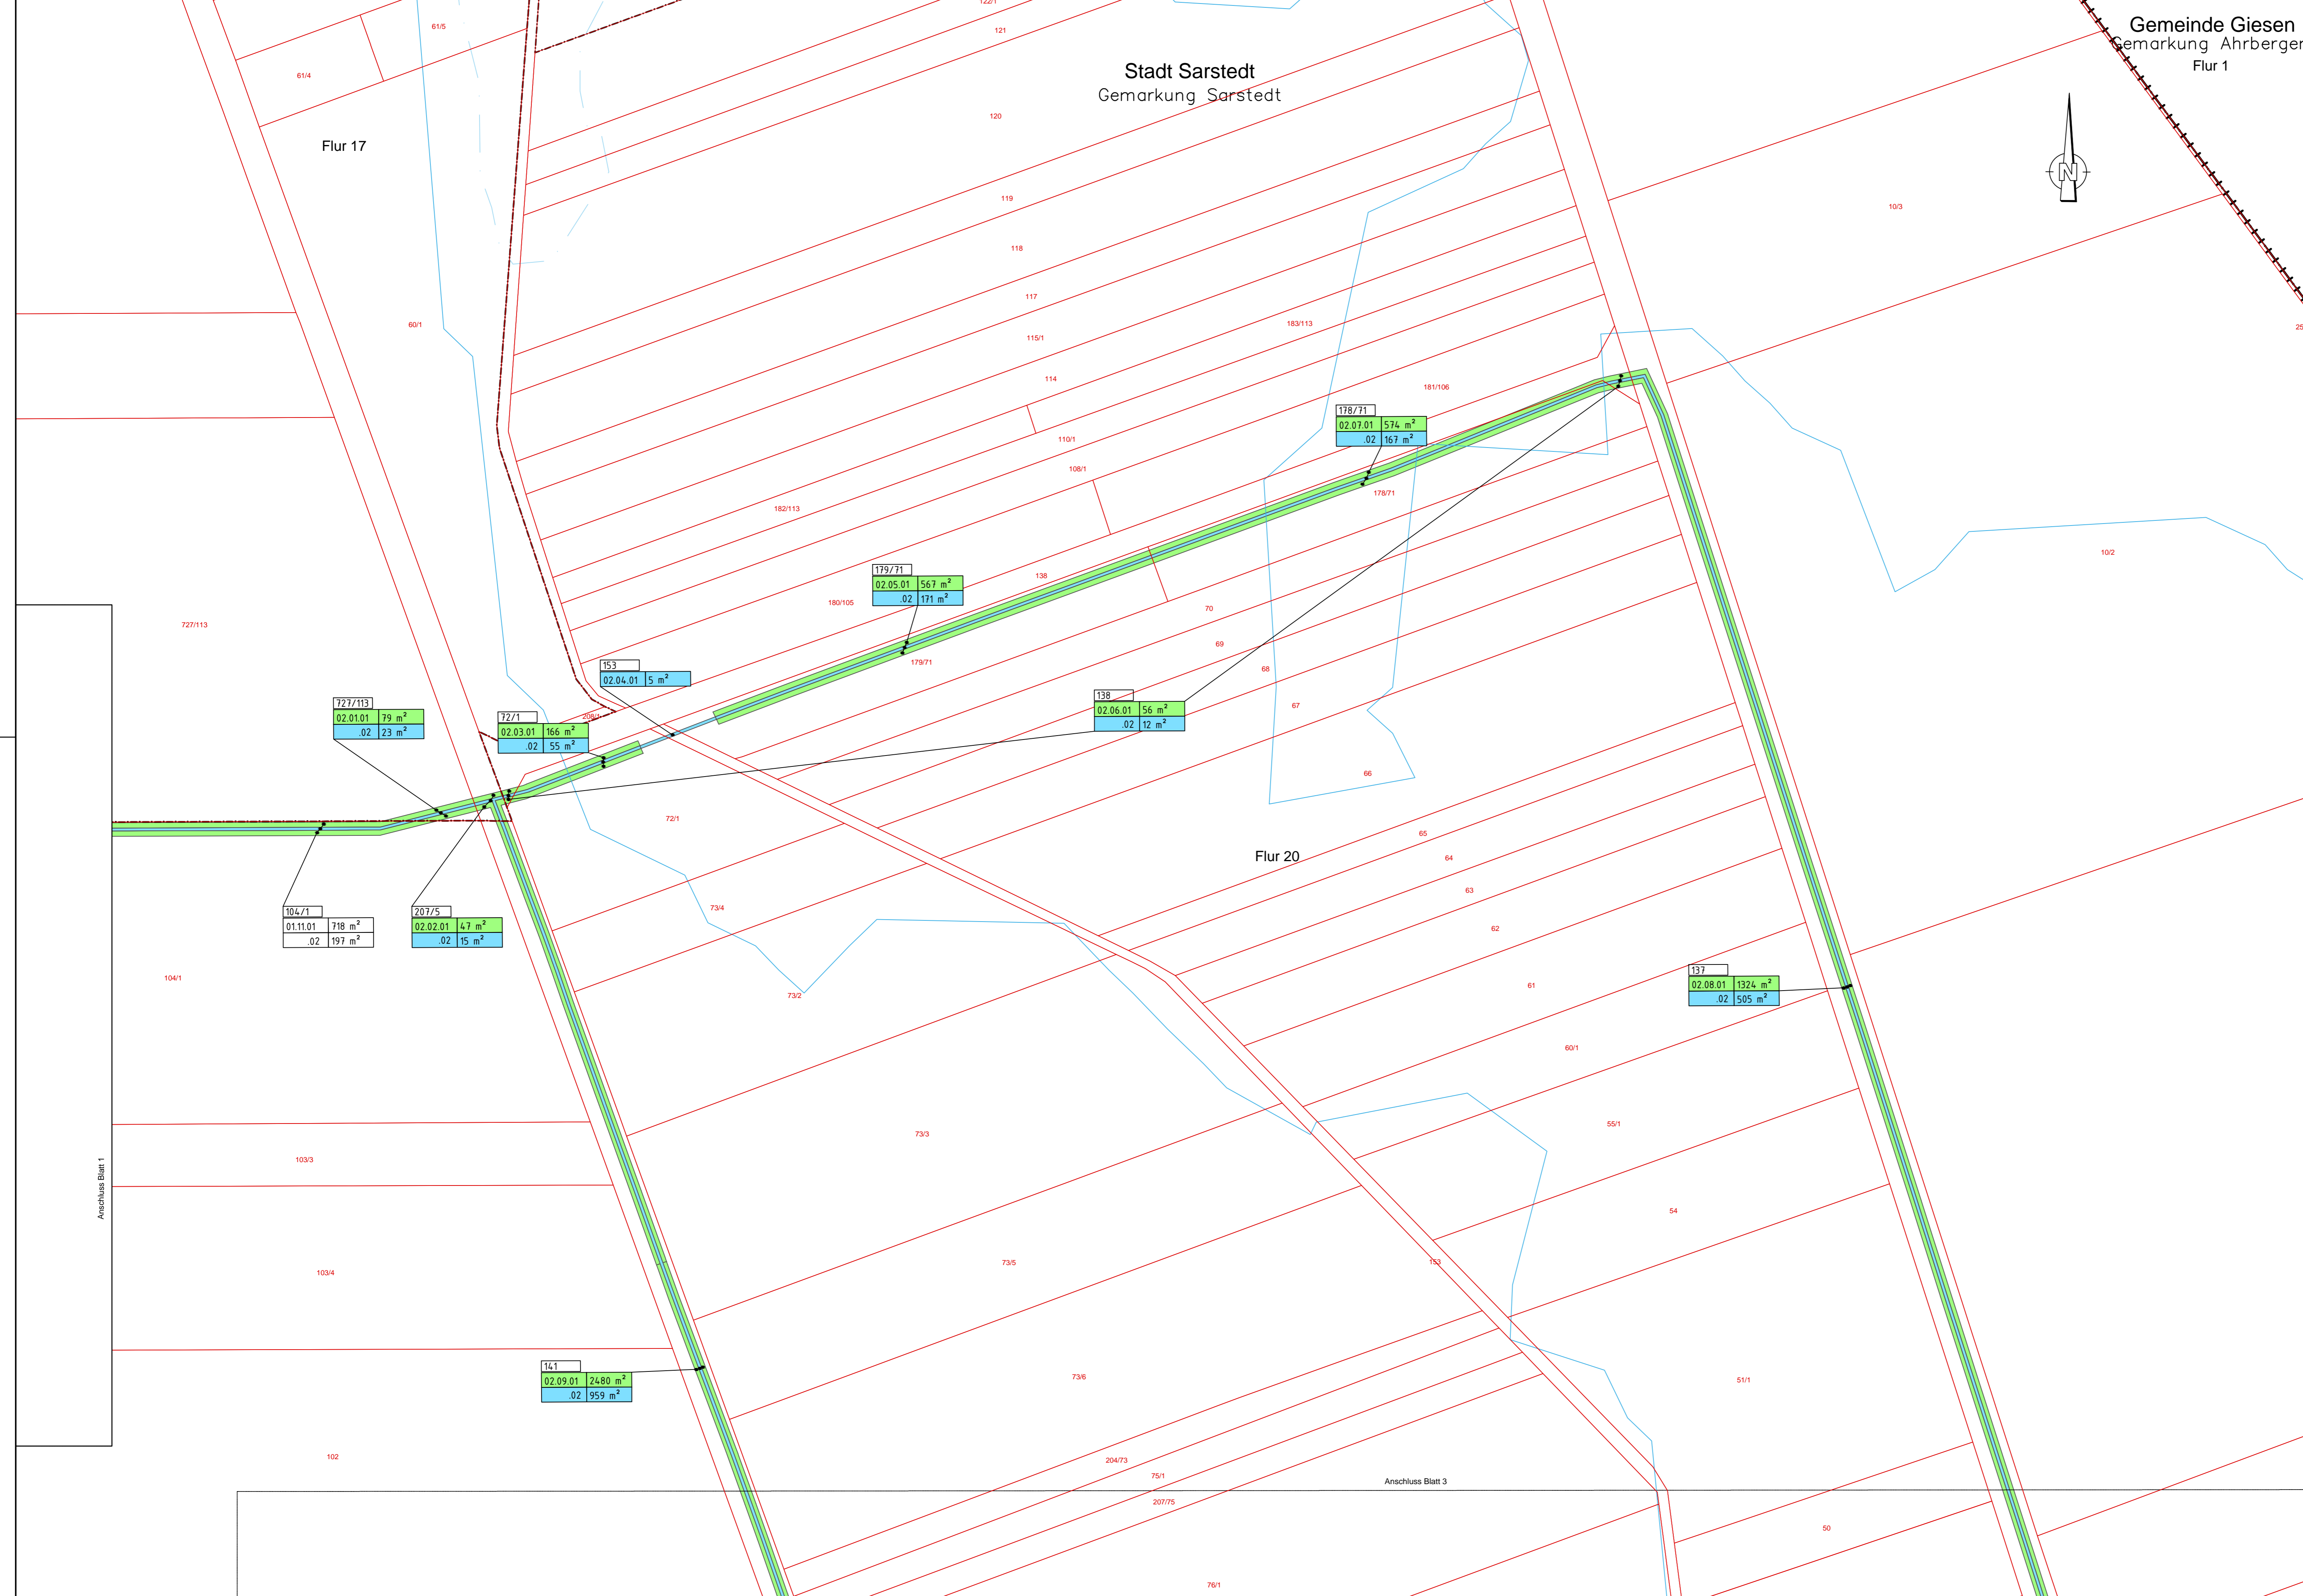 122/1
61/5
121
Gemeinde Giesen
Gemarkung Ahrbergen
Flur 1
61/4
Stadt Sarstedt
Gemarkung Sarstedt
120
Flur 17
N
119
10/3
118
117
60/1
183/113
25
115/1
114
181/106
178/71
02.07.01 574 m²
.02 167 m²
110/1
108/1
178/71
182/113
10/2
179/71
02.05.01 567 m²
.02 171 m²
138
180/105
70
727/113
69
179/71
153
02.04.01 5 m²
68
138
02.06.01 56 m²
.02 12 m²
67
727/113
02.01.01 79 m²
.02 23 m²
72/1
02.03.01 166 m²
.02 55 m²
208/1
66
72/1
65
Flur 20
64
63
73/4
104/1
01.11.01 718 m²
.02 197 m²
207/5
02.02.01 47 m²
.02 15 m²
62
104/1
137
02.08.01 1324 m²
.02 505 m²
61
73/2
60/1
55/1
73/3
103/3
Anschluss Blatt 1
54
73/5
153
103/4
141
02.09.01 2480 m²
.02 959 m²
73/6
51/1
102
204/73
75/1
Anschluss Blatt 3
207/75
50
76/1